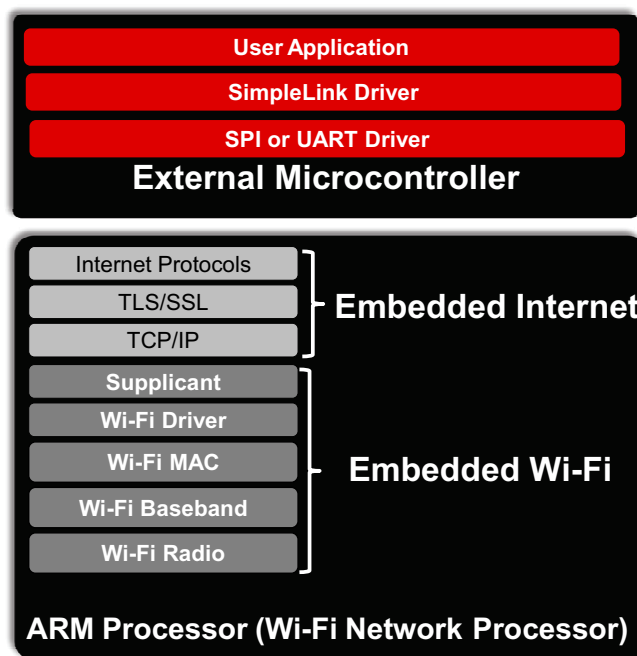 User Application
SimpleLink Driver
SPI or UART Driver
External Microcontroller
Internet Protocols
TLS/SSL
TCP/IP
Embedded Internet
Supplicant
Wi-Fi Driver
Wi-Fi MAC
Wi-Fi Baseband
Wi-Fi Radio
Embedded Wi-Fi
ARM Processor (Wi-Fi Network Processor)